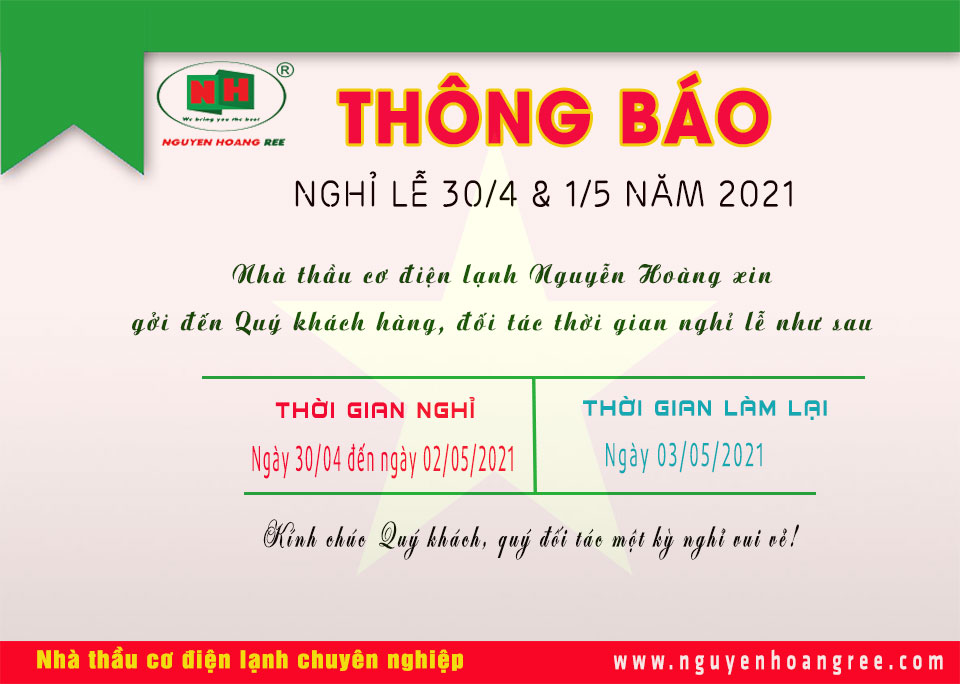 NH
®
We bring you the best
NGUYEN HOANG REE
THÔNG BÁO
NGHỈ LỄ 30/4 & 1/5 NĂM 2021
Nhà thầu cơ điện lạnh Nguyễn Hoàng xin
gởi đến Quý khách hàng, đối tác thời gian nghỉ lễ như sau
THỜI GIAN NGHỈ
Ngày 30/04 đến ngày 02/05/2021
THỜI GIAN LÀM LẠI
Ngày 03/05/2021
Kính chúc Quý khách, quý đối tác một kỳ nghỉ vui vẻ!
Nhà thầu cơ điện lạnh chuyên nghiệp
www.nguyenhoangree.com